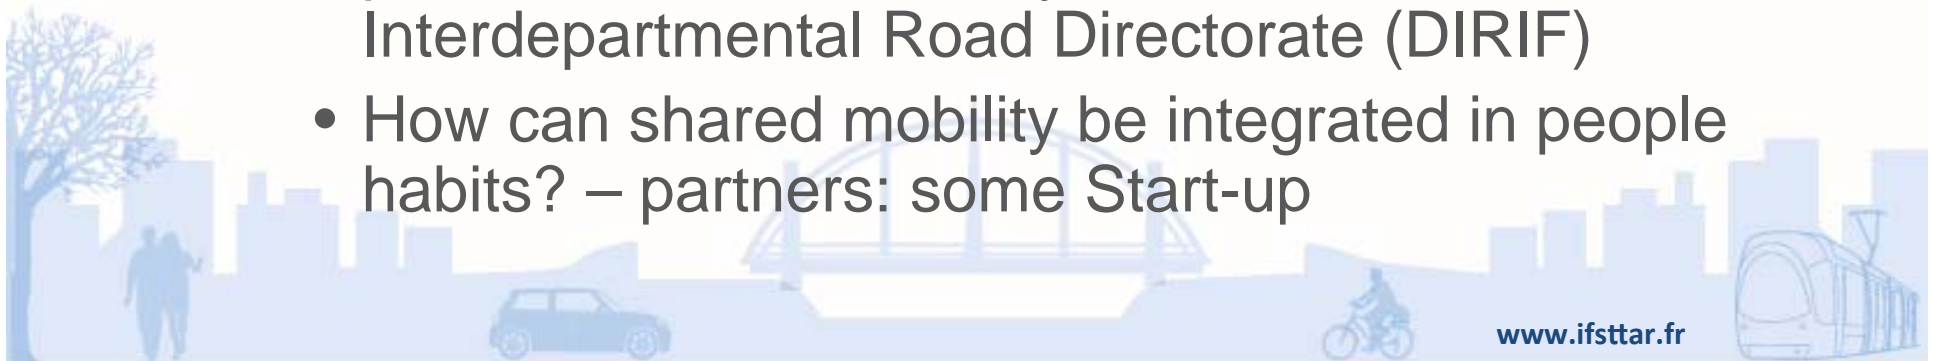 Interdepartmental Road Directorate (DIRIF)
• How can shared mobility be integrated in people
habits? – partners: some Start-up
www.ifsttar.fr